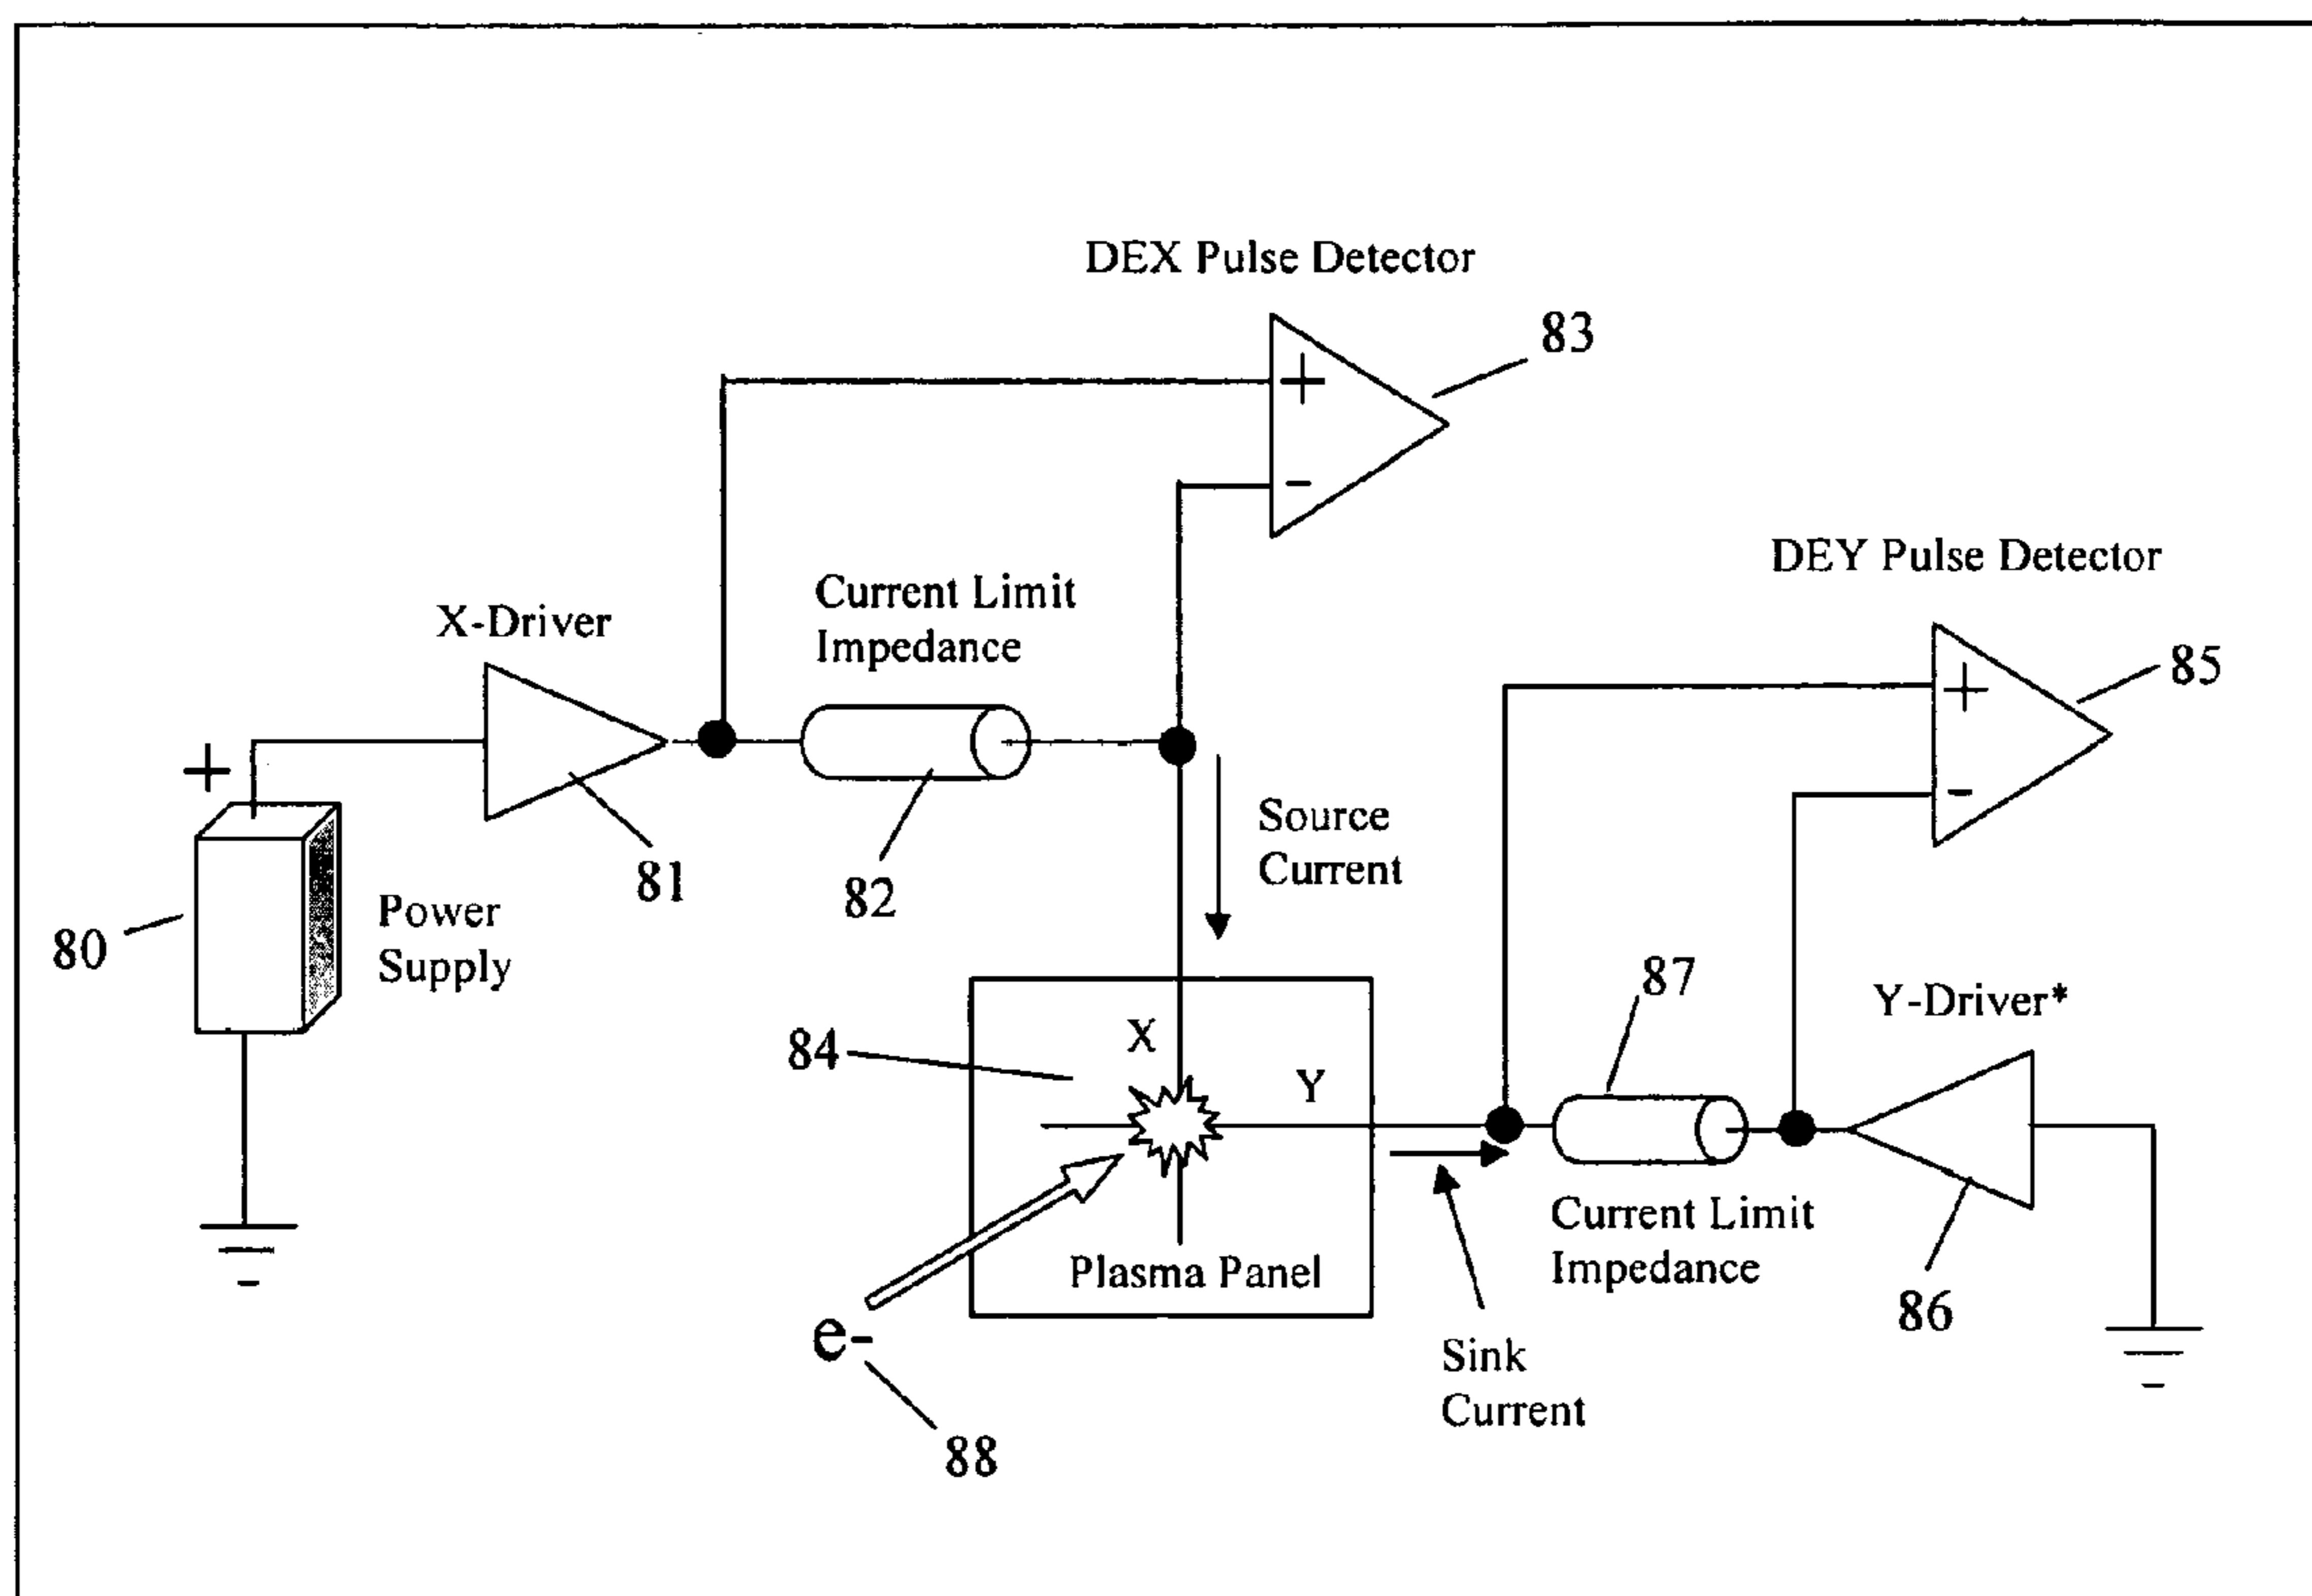 DEX Pulse Detector
83
+
-
DEY Pulse Detector
85
+
-
X-Driver
Current Limit
Impedance
+
81
82
Source
Current
80
Power
Supply
87
Y-Driver*
84
X
Y
Plasma Panel
Current Limit
Impedance
86
e-
88
Sink
Current